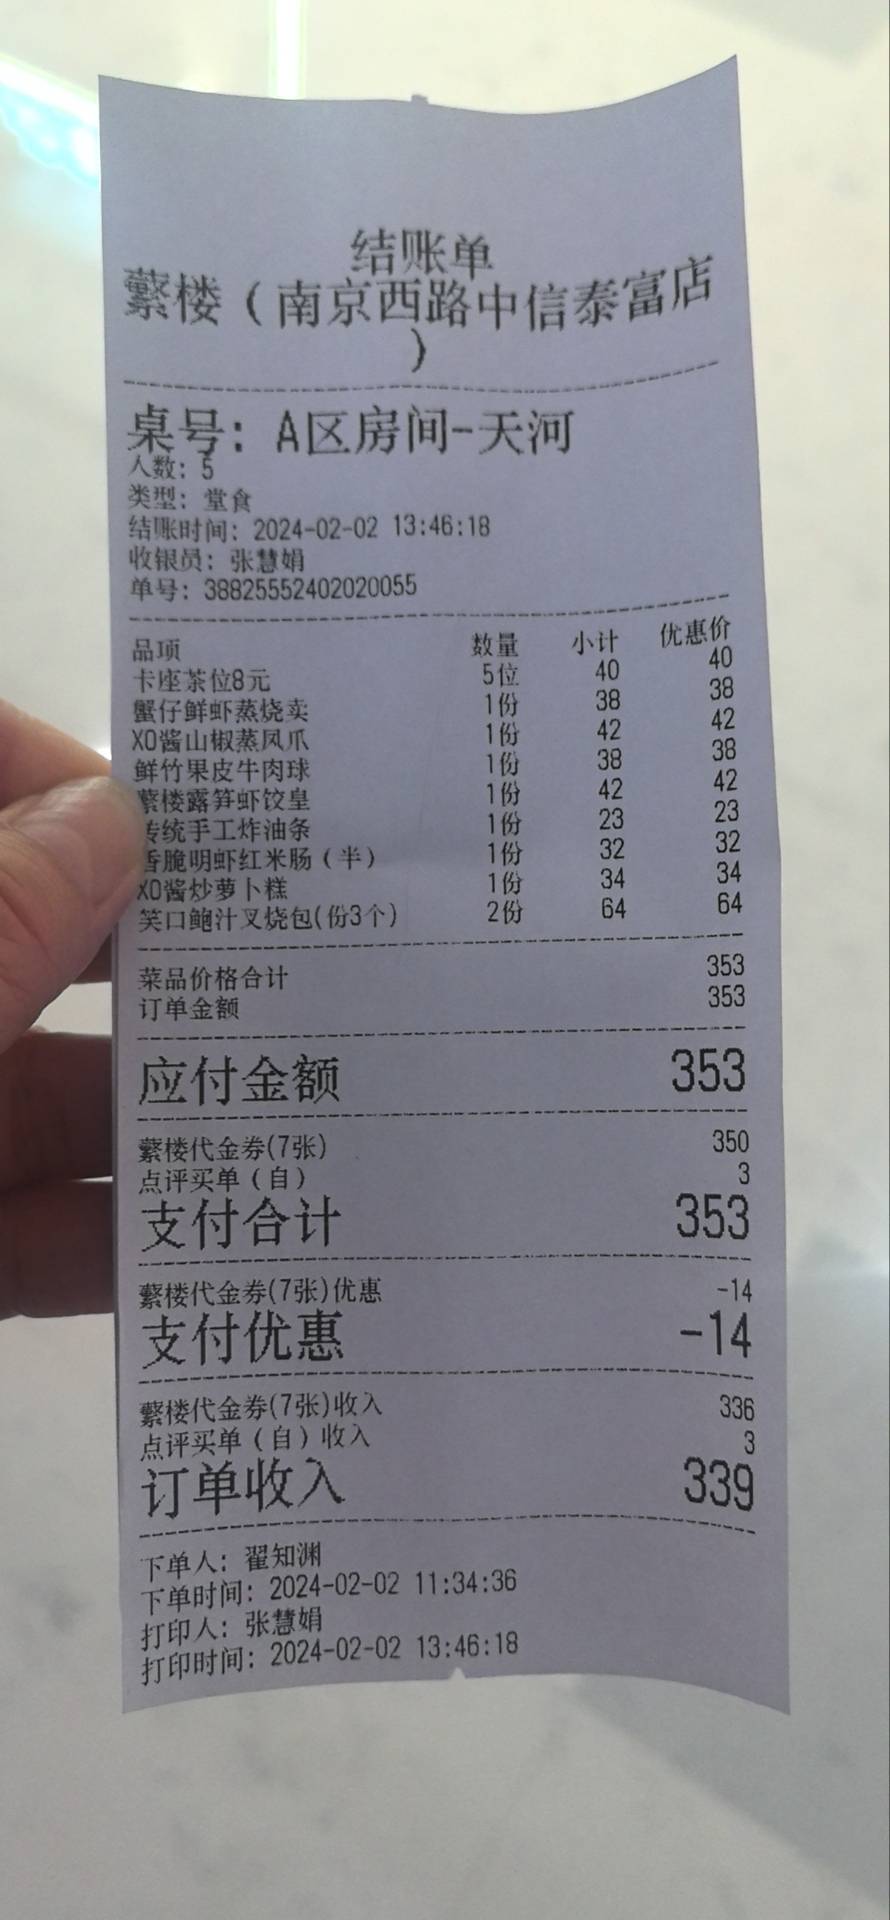 结账单
蘩楼（南京西路中信泰富店
）
桌号：A区房间-天河
人数：5
类型：堂食
结账时间：2024-02-02 13:46:18
收银员：张慧娟
单号：38825552402020055
品项 数量 小计 优惠价
卡座茶位8元 5位 40 40
蟹仔鲜虾蒸烧卖 1份 38 38
XO酱山椒蒸凤爪 1份 42 42
鲜竹果皮牛肉球 1份 38 38
蘩楼露笋虾饺皇 1份 42 42
传统手工炸油条 1份 23 23
香脆明虾红米肠（半） 1份 32 32
XO酱炒萝卜糕 1份 34 34
笑口鲍汁叉烧包(份3个) 2份 64 64
菜品价格合计 353
订单金额 353
应付金额 353
蘩楼代金券(7张) 350
点评买单（自） 3
支付合计 353
蘩楼代金券(7张)优惠 -14
支付优惠 -14
蘩楼代金券(7张)收入 336
点评买单（自）收入 3
订单收入 339
下单人：翟知渊
下单时间：2024-02-02 11:34:36
打印人：张慧娟
打印时间：2024-02-02 13:46:18